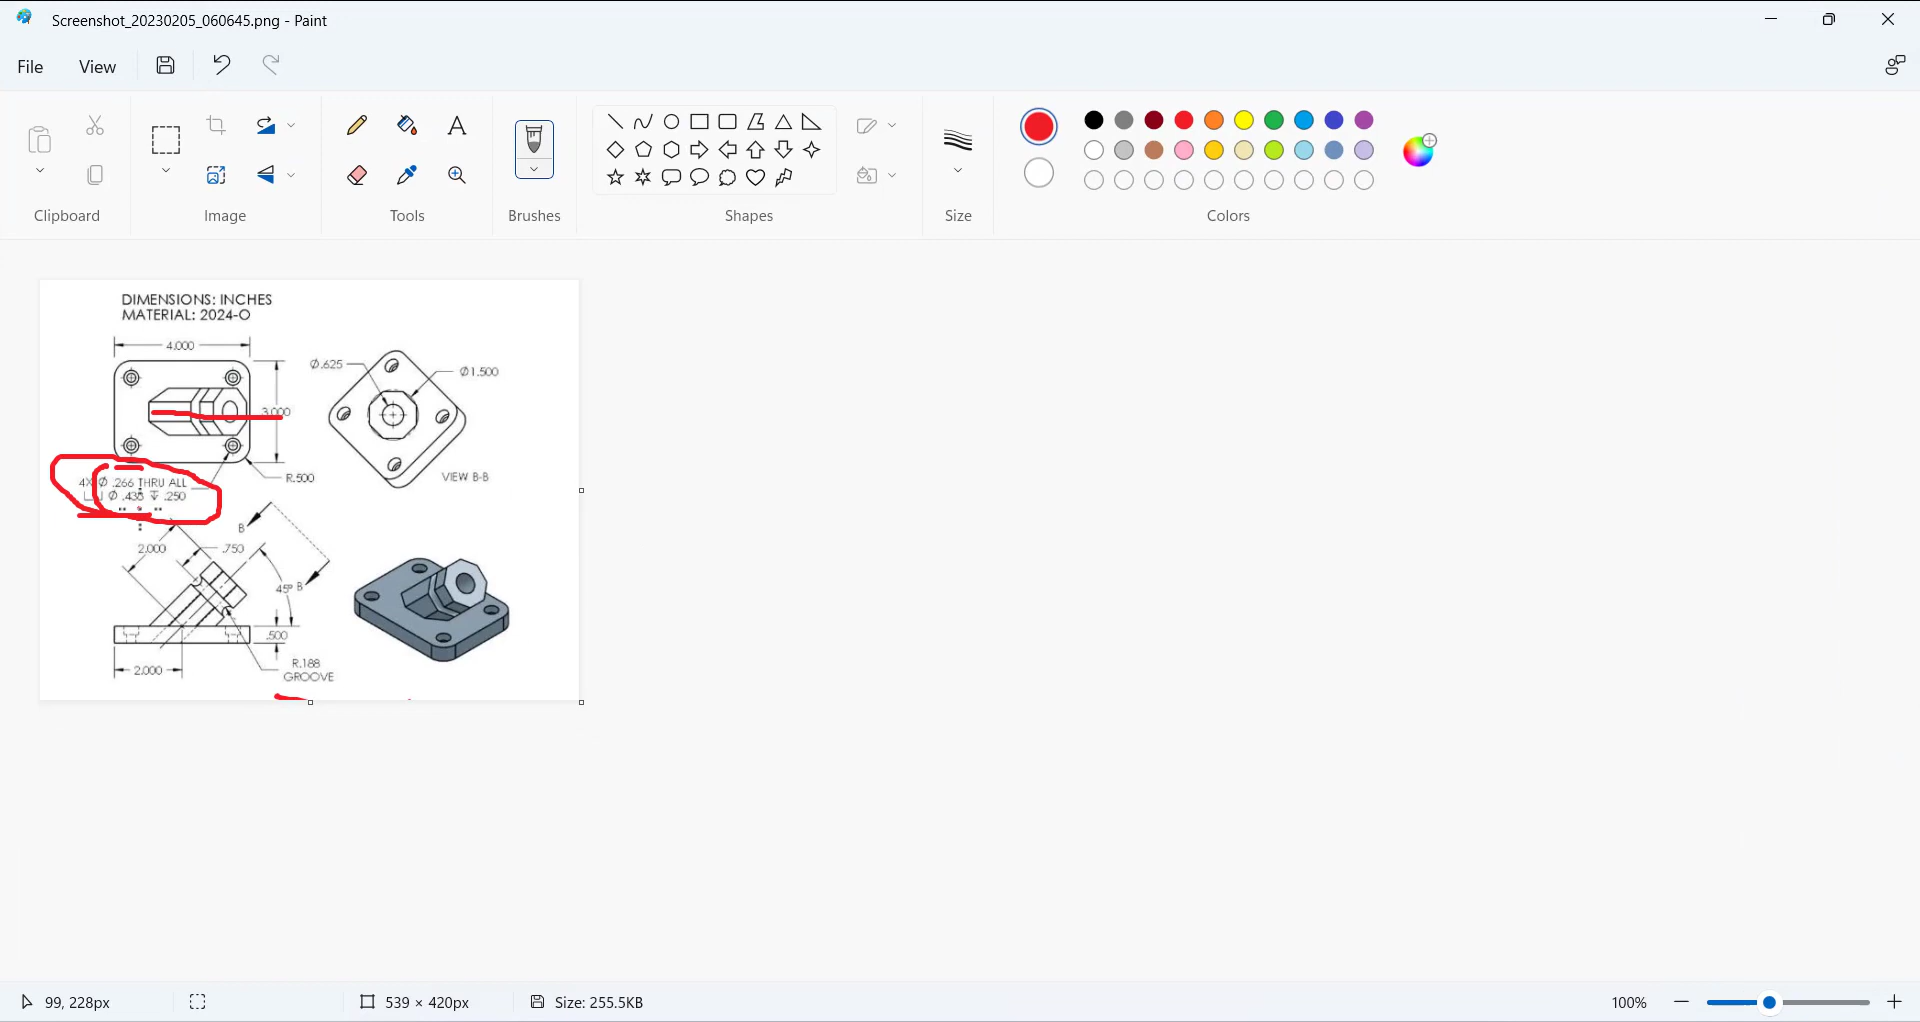 Screenshot_20230205_060645.png - Paint
File View
Clipboard
Image
Tools
Brushes
Shapes
Size
Colors
DIMENSIONS: INCHES
MATERIAL: 2024-O
4.000
Ø.625
Ø1.500
3.000
4X Ø .266 THRU ALL
⌴ Ø .438 ↧ .250
R.500
VIEW B-B
B
2.000
.750
45° B
.500
2.000
R.188
GROOVE
99, 228px
539 × 420px
Size: 255.5KB
100%